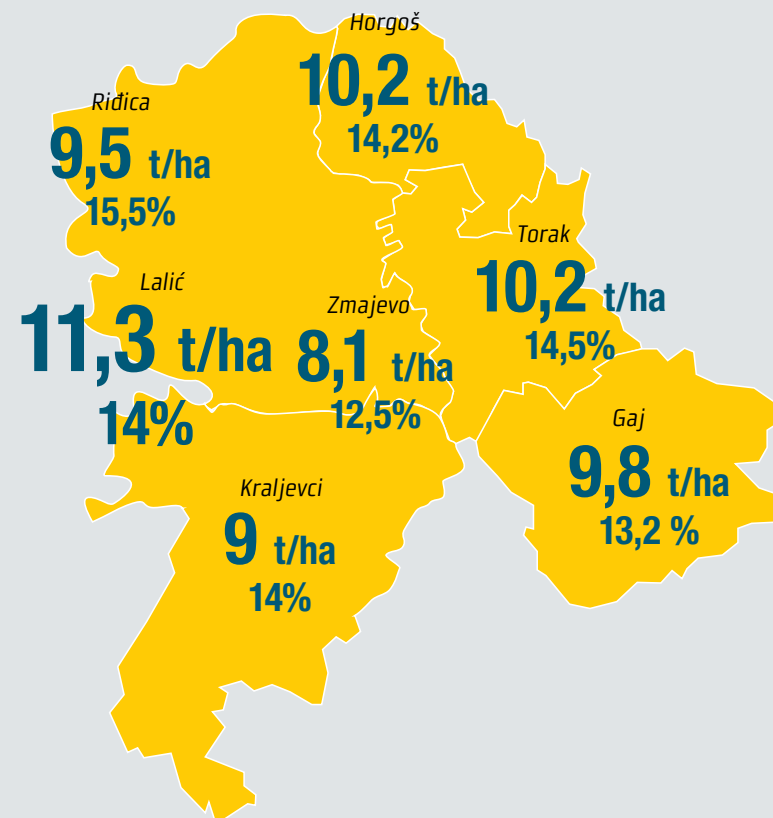 Horgoš
10,2 t/ha
14,2%
Riđica
9,5 t/ha
15,5%
Torak
10,2 t/ha
14,5%
Lalić
11,3 t/ha
14%
Zmajevo
8,1 t/ha
12,5%
Gaj
9,8 t/ha
13,2 %
Kraljevci
9 t/ha
14%